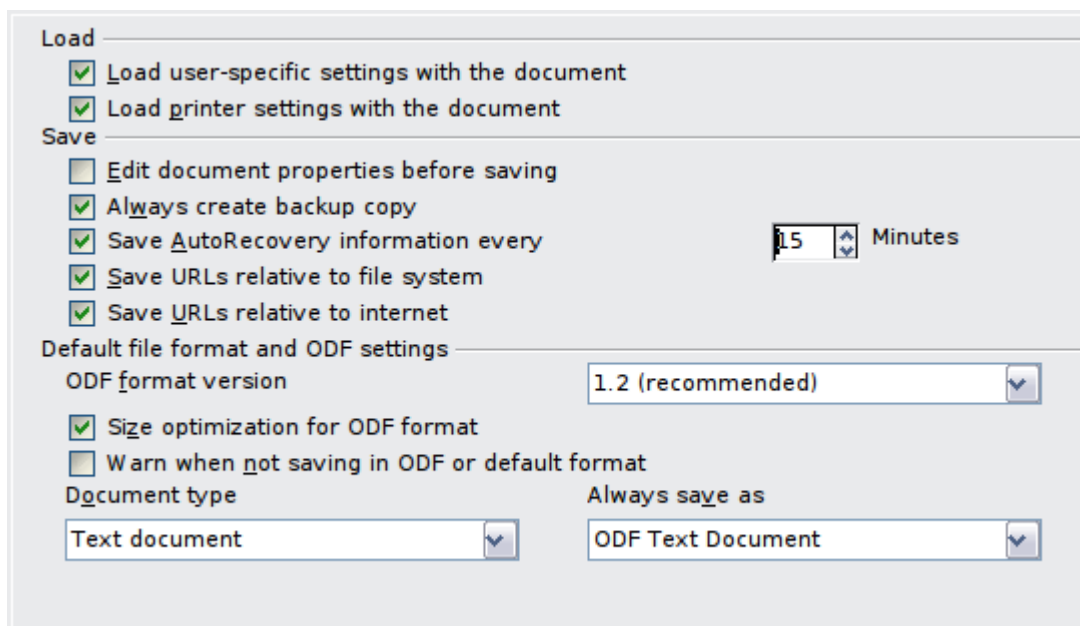 Load
Load user-specific settings with the document
Load printer settings with the document
Save
Edit document properties before saving
Always create backup copy
Save AutoRecovery information every 15 Minutes
Save URLs relative to file system
Save URLs relative to internet
Default file format and ODF settings
ODF format version 1.2 (recommended)
Size optimization for ODF format
Warn when not saving in ODF or default format
Document type Always save as
Text document ODF Text Document